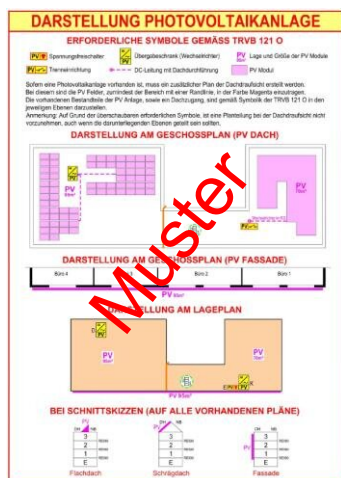 DARSTELLUNG PHOTOVOLTAIKANLAGE
ERFORDERLICHE SYMBOLE GEMÄSS TRVB 121 O
PV Spannungsfreischalter
Übergabeschrank (Wechselrichter)
PV Lage und Größe der PV Module
PV Trenneinrichtung
DC-Leitung mit Dachdurchführung
PV Modul
Sofern eine Photovoltaikanlage vorhanden ist, muss ein zusätzlicher Plan der Dachdraufsicht erstellt werden.
Bei diesem sind die PV Felder, zumindest der Bereich mit einer Randlinie, in der Farbe Magenta einzutragen.
Die vorhandenen Bestandteile der PV Anlage, sowie ein Dachzugang, sind gemäß Symbolik der TRVB 121 O in den
jeweiligen Ebenen darzustellen.
Anmerkung: Auf Grund der überschaubaren erforderlichen Symbole, ist eine Planteilung bei der Dachdraufsicht nicht
vorzunehmen, auch wenn die darunterliegenden Ebenen geteilt sein sollten.
DARSTELLUNG AM GESCHOSSPLAN (PV DACH)
PV
PV
PV
DARSTELLUNG AM GESCHOSSPLAN (PV FASSADE)
Büro 4
Büro 2
Büro 1
PV
Muster
DARSTELLUNG AM LAGEPLAN
PV
PV
PV
BEI SCHNITTSKIZZEN (AUF ALLE VORHANDENEN PLÄNE)
PV
3
2
1
E
Flachdach
PV
3
2
1
E
Schrägdach
PV
3
2
1
E
Fassade